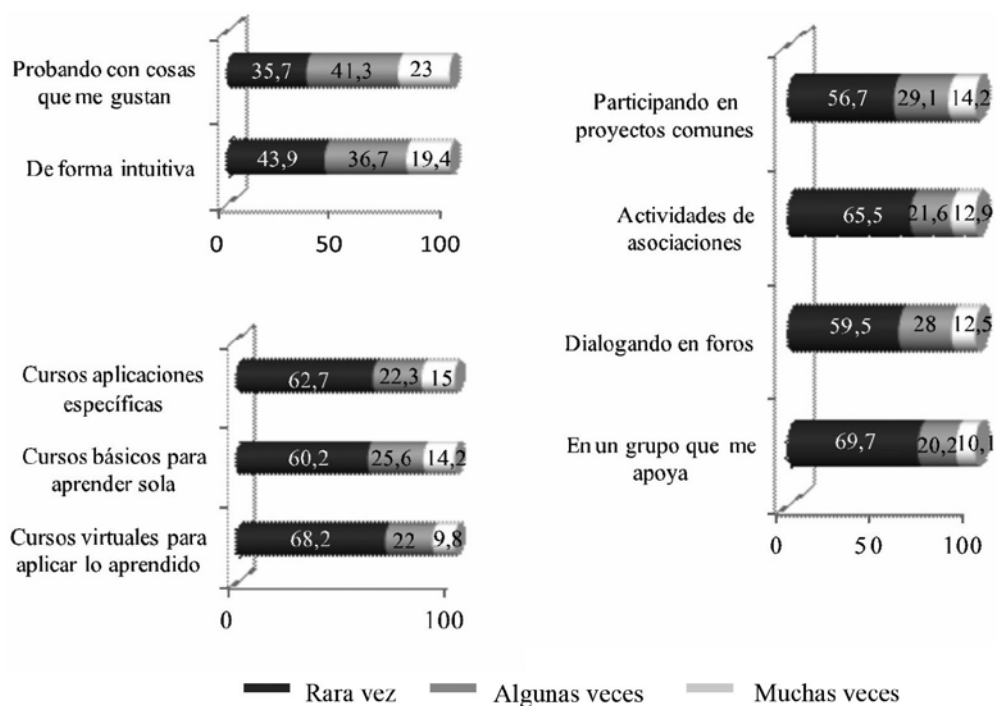 Probando con cosas
que me gustan
35,7 41,3 23
De forma intuitiva
43,9 36,7 19,4
0 50 100
Cursos aplicaciones
específicas
62,7 22,3 15
Cursos básicos para
aprender sola
60,2 25,6 14,2
Cursos virtuales para
aplicar lo aprendido
68,2 22 9,8
0 100
Participando en
proyectos comunes
56,7 29,1 14,2
Actividades de
asociaciones
65,5 21,6 12,9
Dialogando en foros
59,5 28 12,5
En un grupo que me
apoya
69,7 20,2 10,1
0 50 100
Rara vez Algunas veces Muchas veces